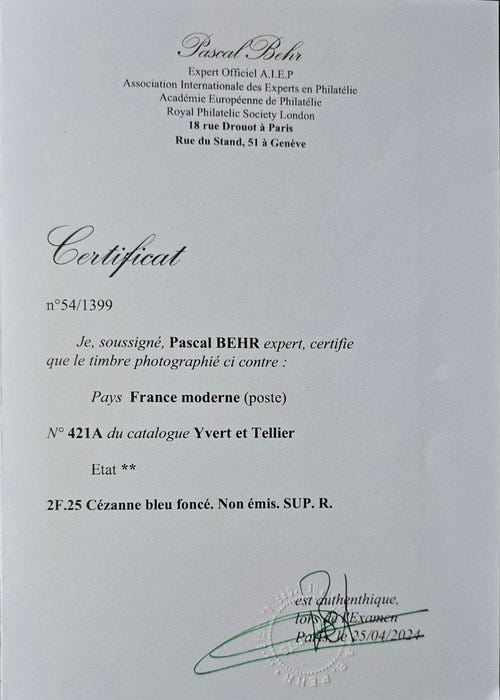 Pascal Behr
Expert Officiel A.I.E.P
Association Internationale des Experts en Philatélie
Académie Européenne de Philatélie
Royal Philatelic Society London
18 rue Drouot à Paris
Rue du Stand, 51 à Genève
Certificat
n°54/1399
Je, soussigné, Pascal BEHR expert, certifie
que le timbre photographié ci contre :
Pays France moderne (poste)
N° 421A du catalogue Yvert et Tellier
Etat **
2F.25 Cézanne bleu foncé. Non émis. SUP. R.
est authenthique,
lors de l'Examen
Paris le 25/04/2024